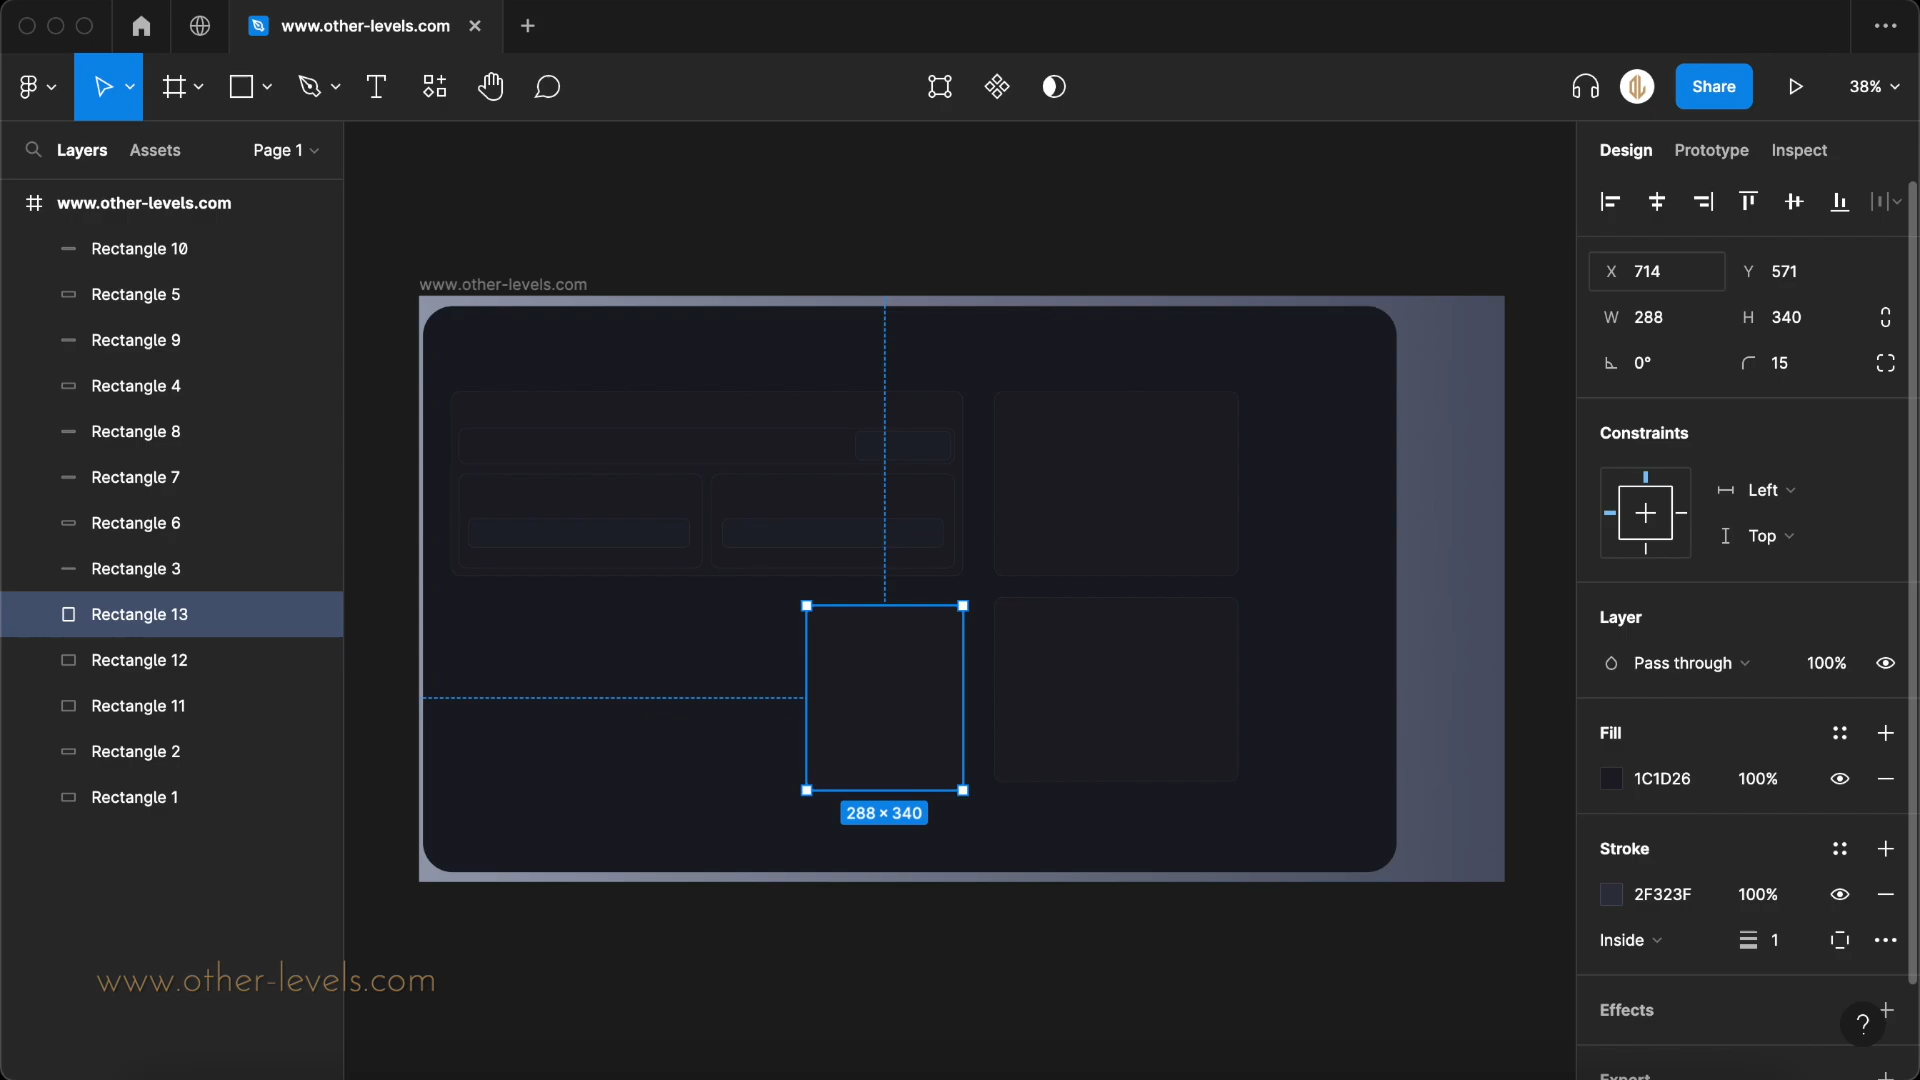 www.other-levels.com
Share
38%
Layers
Assets
Page 1
www.other-levels.com
Rectangle 10
Rectangle 5
Rectangle 9
Rectangle 4
Rectangle 8
Rectangle 7
Rectangle 6
Rectangle 3
Rectangle 13
Rectangle 12
Rectangle 11
Rectangle 2
Rectangle 1
www.other-levels.com
www.other-levels.com
288 × 340
Design
Prototype
Inspect
X 714
Y 571
W 288
H 340
0°
15
Constraints
Left
Top
Layer
Pass through
100%
Fill
1C1D26
100%
Stroke
2F323F
100%
Inside
1
Effects
?
Export